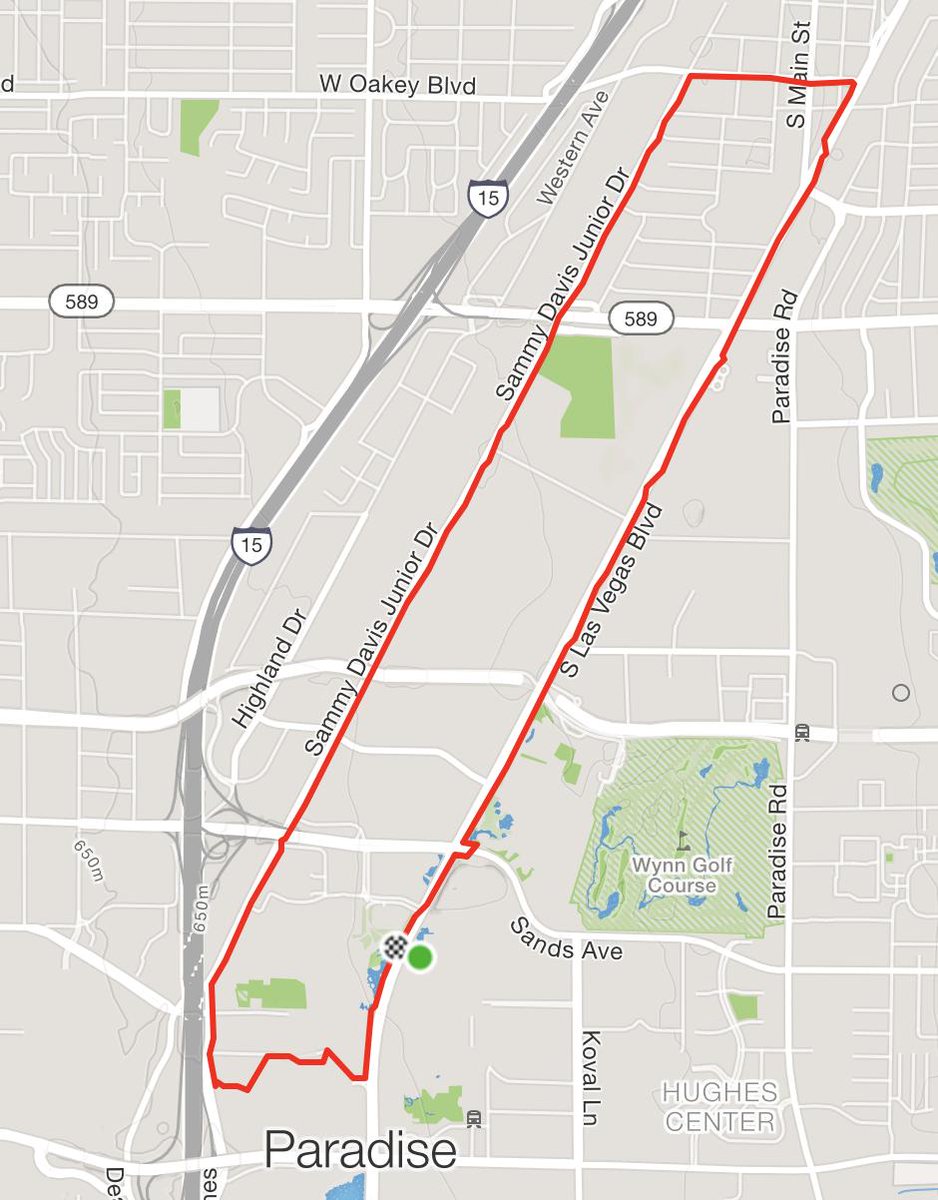 S Main St
d
W Oakey Blvd
Western Ave
15
Sammy Davis Junior Dr
589
589
Paradise Rd
15
S Las Vegas Blvd
Sammy Davis Junior Dr
Highland Dr
650m
650m
Paradise Rd
Wynn Golf
Course
Sands Ave
Koval Ln
HUGHES
CENTER
Paradise
Des
nes